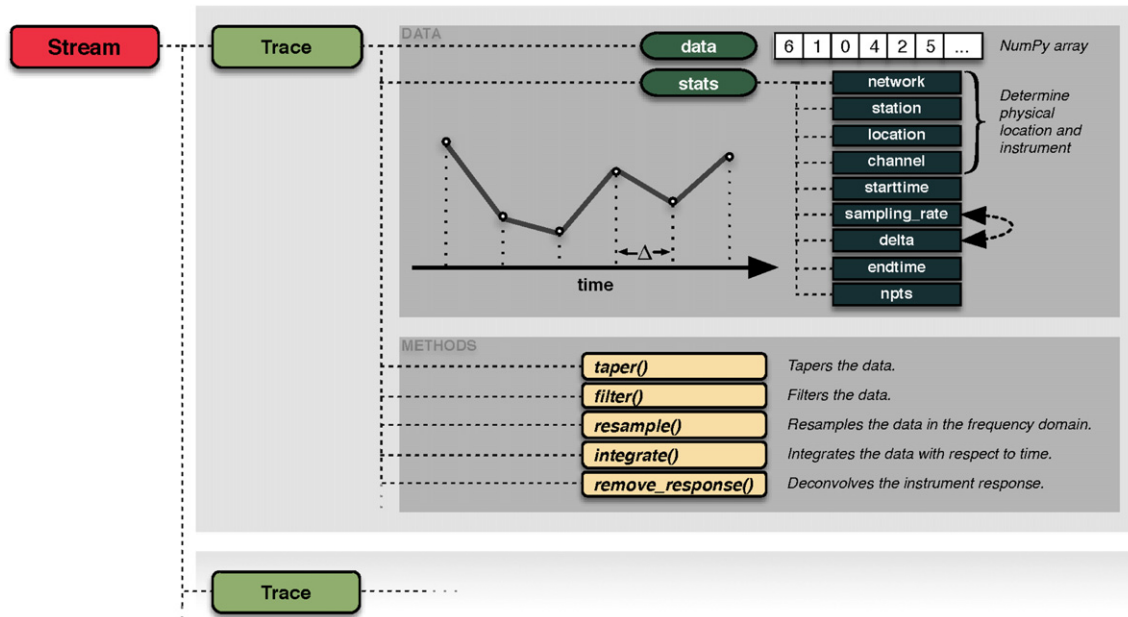 Stream
Trace
DATA
data
6 1 0 4 2 5 ...
NumPy array
stats
network
station
location
channel
Determine
physical
location and
instrument
starttime
sampling_rate
delta
endtime
npts
Δ
time
METHODS
taper()
Tapers the data.
filter()
Filters the data.
resample()
Resamples the data in the frequency domain.
integrate()
Integrates the data with respect to time.
remove_response()
Deconvolves the instrument response.
Trace